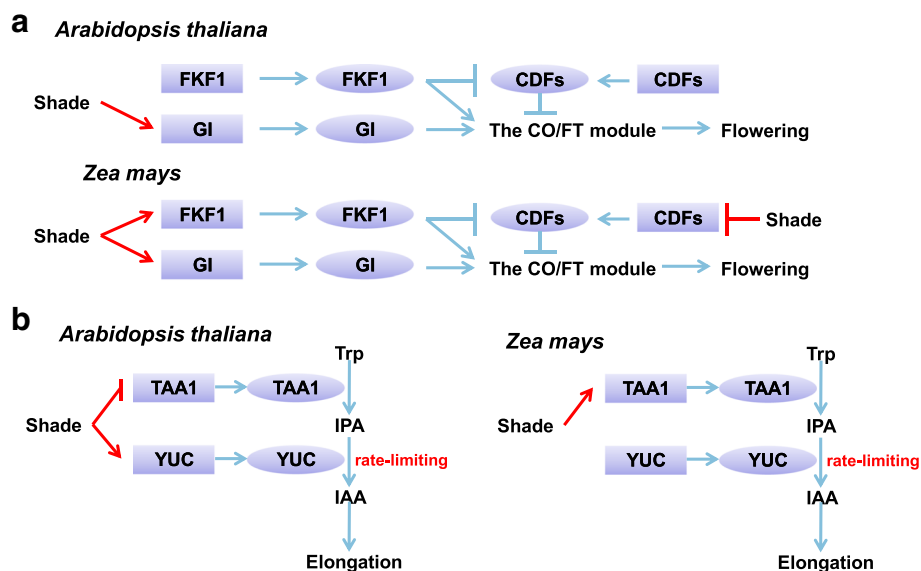 a
Arabidopsis thaliana
FKF1 FKF1 CDFs CDFs
Shade
GI GI The CO/FT module Flowering
Zea mays
FKF1 FKF1 CDFs CDFs Shade
Shade
GI GI The CO/FT module Flowering
b
Arabidopsis thaliana
Trp
TAA1 TAA1
Shade
IPA
YUC YUC rate-limiting
IAA
Elongation
Zea mays
Trp
TAA1 TAA1
Shade
IPA
YUC YUC rate-limiting
IAA
Elongation